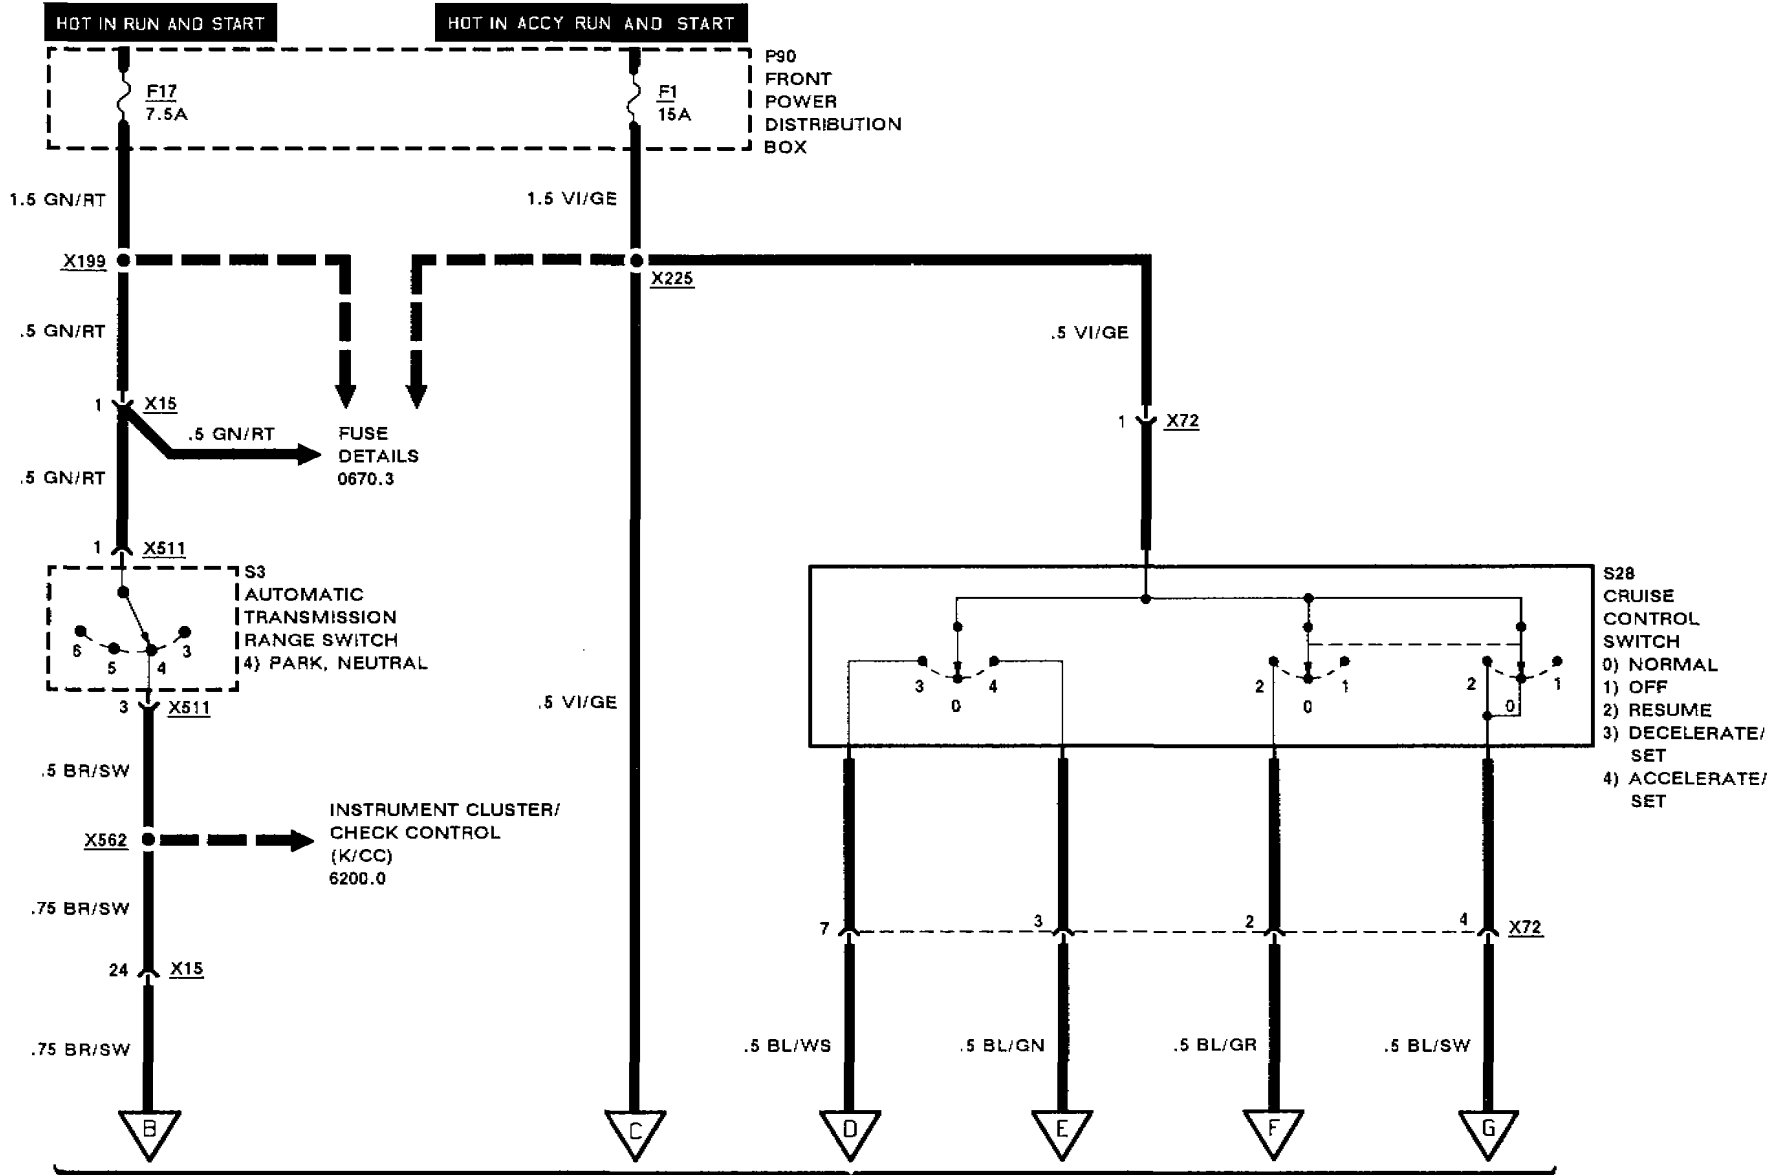 HOT IN RUN AND START
HOT IN ACCY RUN AND START
P90
FRONT
POWER
DISTRIBUTION
BOX
F17
7.5A
F1
15A
1.5 GN/RT
1.5 VI/GE
X199
X225
.5 GN/RT
.5 VI/GE
1 X15
.5 GN/RT
FUSE
DETAILS
0670.3
1 X72
.5 GN/RT
1 X511
S3
AUTOMATIC
TRANSMISSION
RANGE SWITCH
4) PARK, NEUTRAL
6 5 4 3
3 X511
S28
CRUISE
CONTROL
SWITCH
0) NORMAL
1) OFF
2) RESUME
3) DECELERATE/
SET
4) ACCELERATE/
SET
3 0 4
2 0 1
2 0 1
.5 VI/GE
.5 BR/SW
X562
INSTRUMENT CLUSTER/
CHECK CONTROL
(K/CC)
6200.0
.75 BR/SW
7 3 2 4 X72
24 X15
.75 BR/SW
.5 BL/WS
.5 BL/GN
.5 BL/GR
.5 BL/SW
B C D E F G